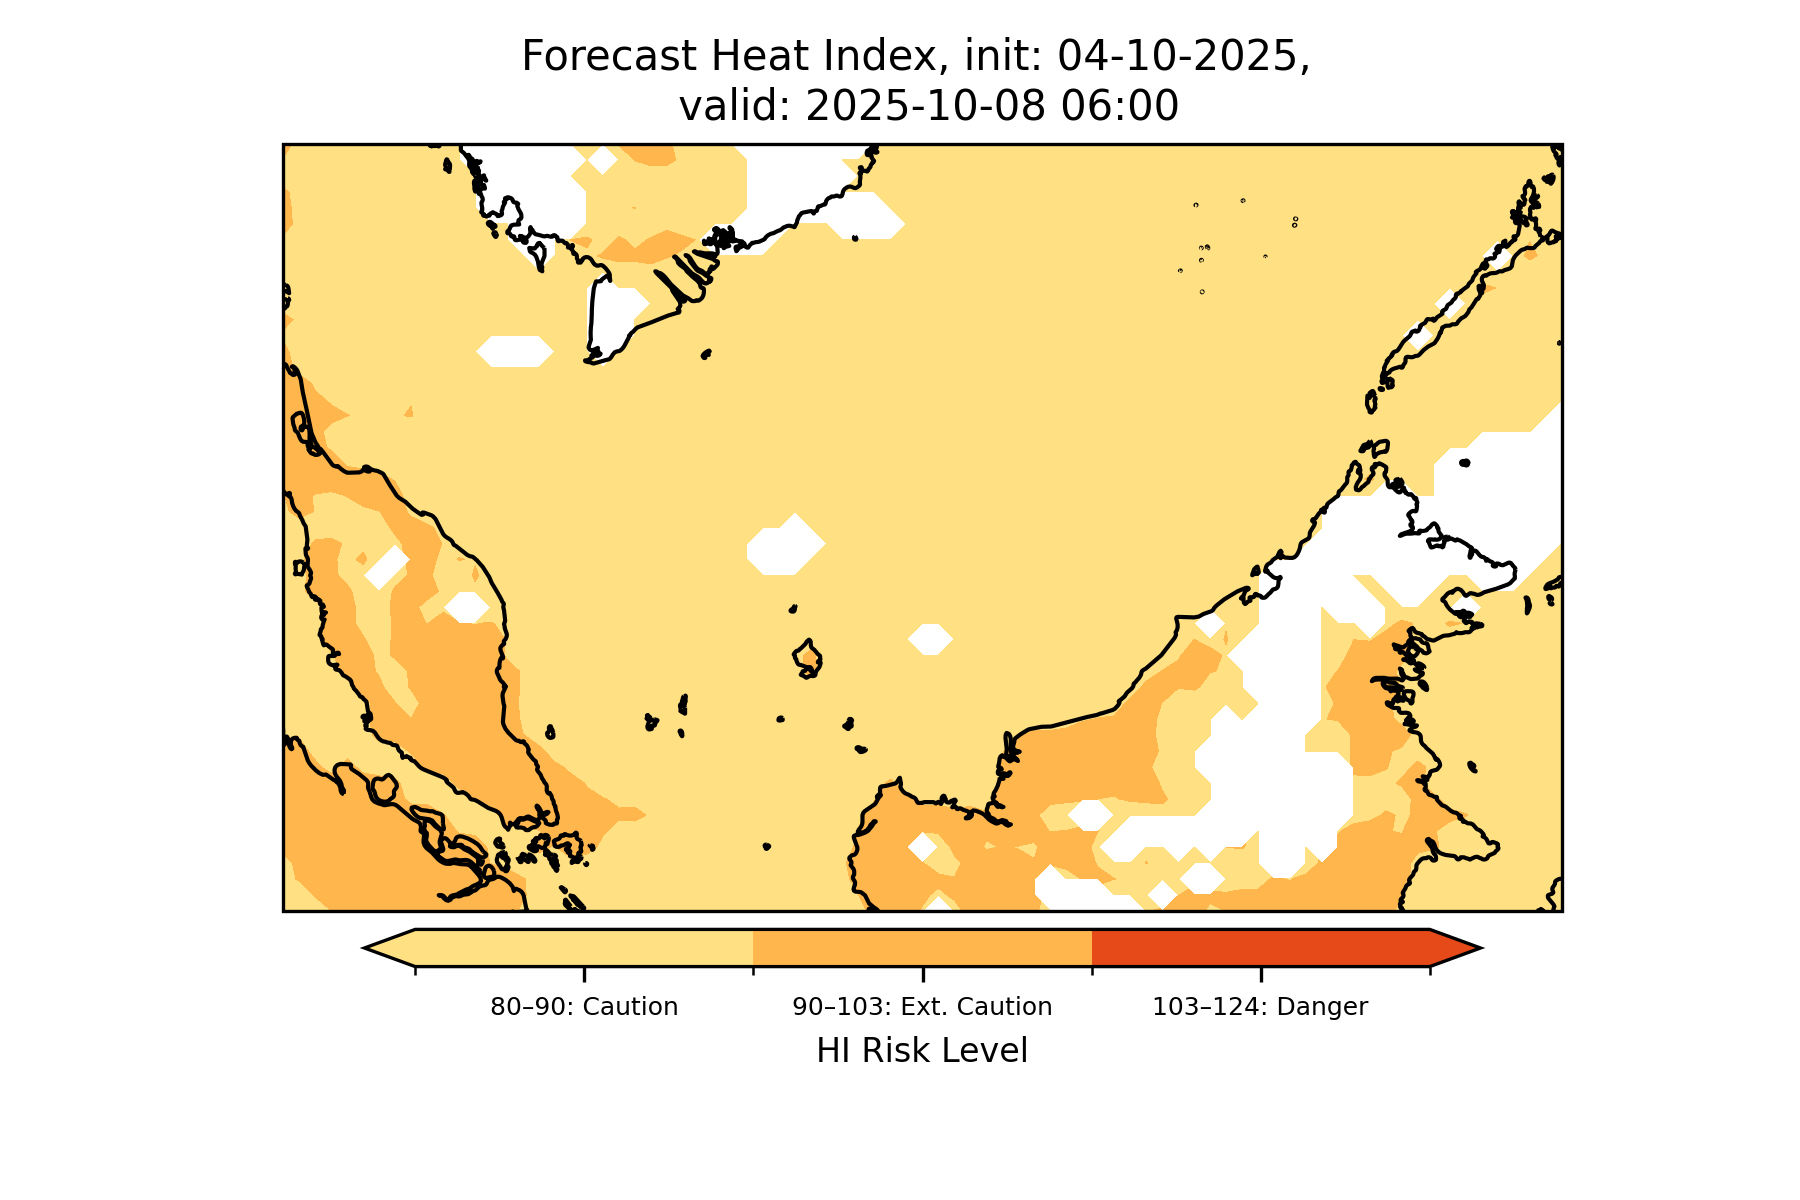 Forecast Heat Index, init: 04-10-2025,
valid: 2025-10-08 06:00
80–90: Caution
90–103: Ext. Caution
103–124: Danger
HI Risk Level